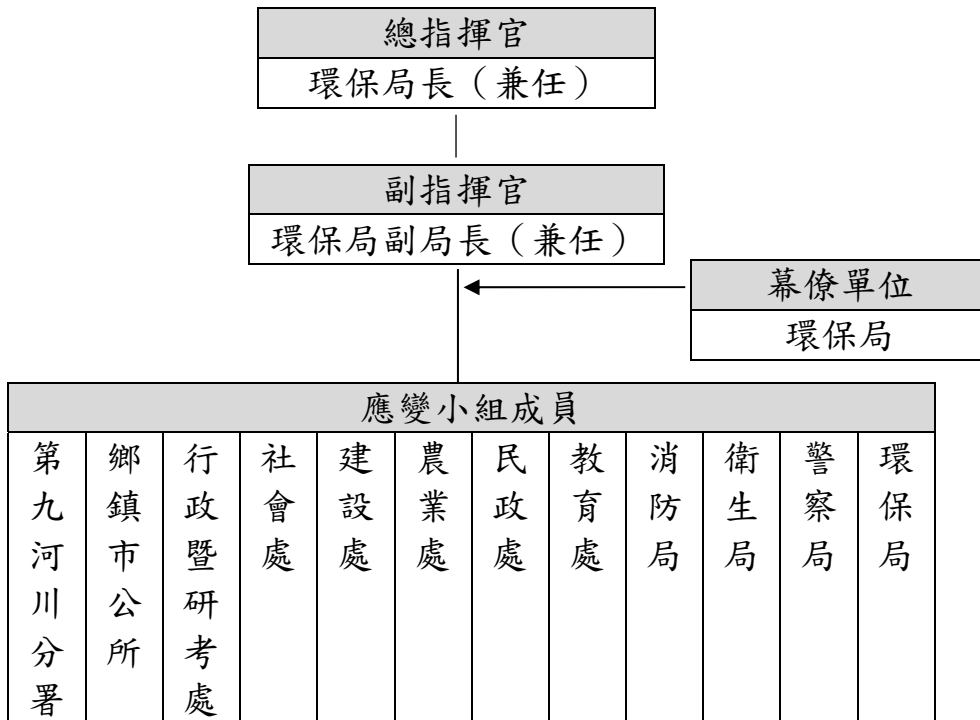 總指揮官
環保局長（兼任）
副指揮官
環保局副局長（兼任）
幕僚單位
環保局
應變小組成員
第九河川分署
鄉鎮市公所
行政暨研考處
社會處
建設處
農業處
民政處
教育處
消防局
衛生局
警察局
環保局